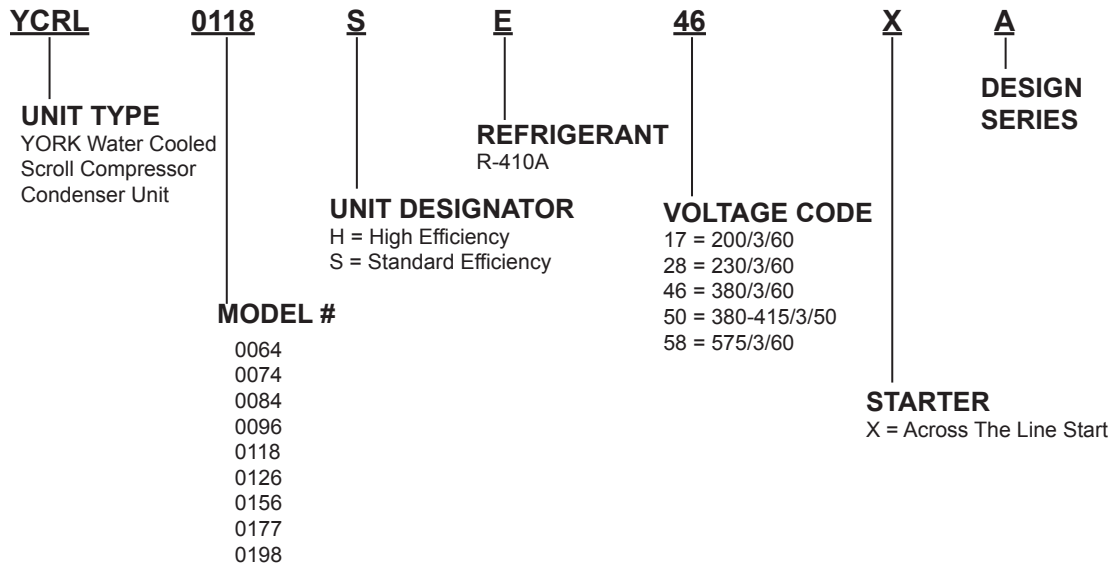 YCRL 0118 S E 46 X A
UNIT TYPE
YORK Water Cooled
Scroll Compressor
Condenser Unit
MODEL #
0064
0074
0084
0096
0118
0126
0156
0177
0198
UNIT DESIGNATOR
H = High Efficiency
S = Standard Efficiency
REFRIGERANT
R-410A
VOLTAGE CODE
17 = 200/3/60
28 = 230/3/60
46 = 380/3/60
50 = 380-415/3/50
58 = 575/3/60
STARTER
X = Across The Line Start
DESIGN
SERIES